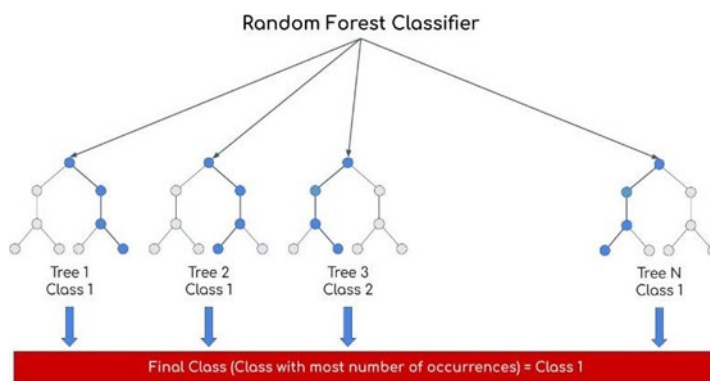 Random Forest Classifier
Tree 1
Class 1
Tree 2
Class 1
Tree 3
Class 2
Tree N
Class 1
Final Class (Class with most number of occurrences) = Class 1